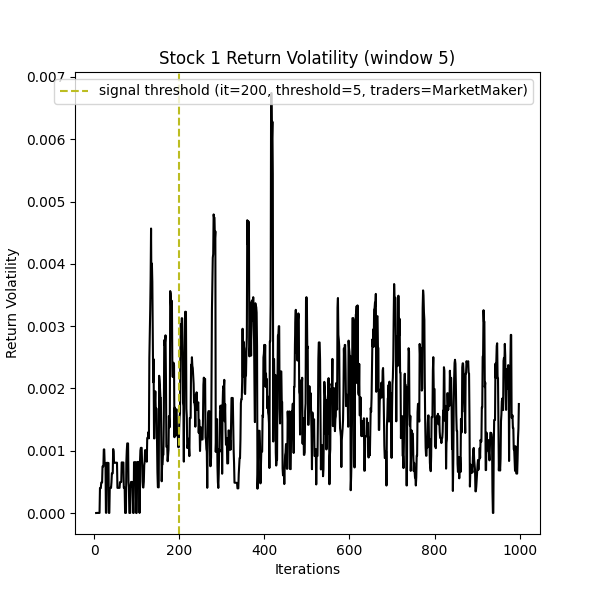 Stock 1 Return Volatility (window 5)
signal threshold (it=200, threshold=5, traders=MarketMaker)
0.007
0.006
0.005
0.004
0.003
0.002
0.001
0.000
Return Volatility
0 200 400 600 800 1000
Iterations